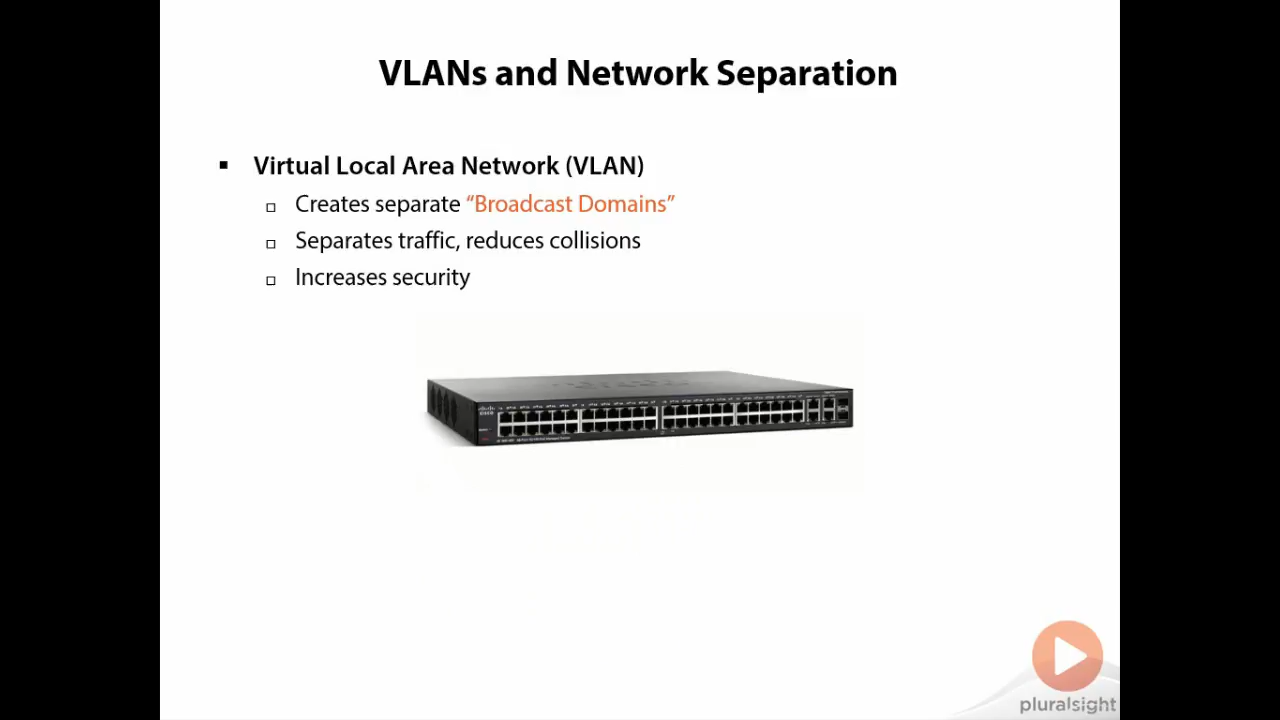 VLANs and Network Separation
▪ Virtual Local Area Network (VLAN)
▫ Creates separate “Broadcast Domains”
▫ Separates traffic, reduces collisions
▫ Increases security
pluralsight